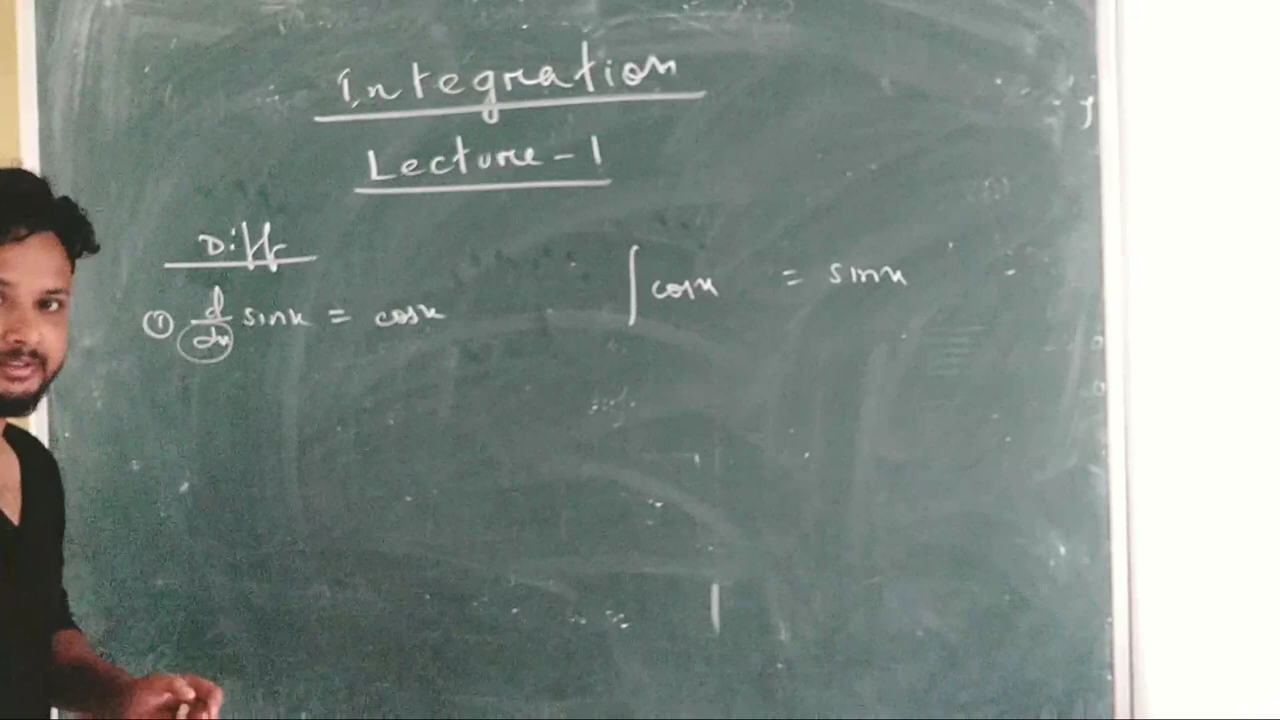 Integration
Lecture - 1
Diff
① d/dx sinx = cosx
∫ cosx = sinx